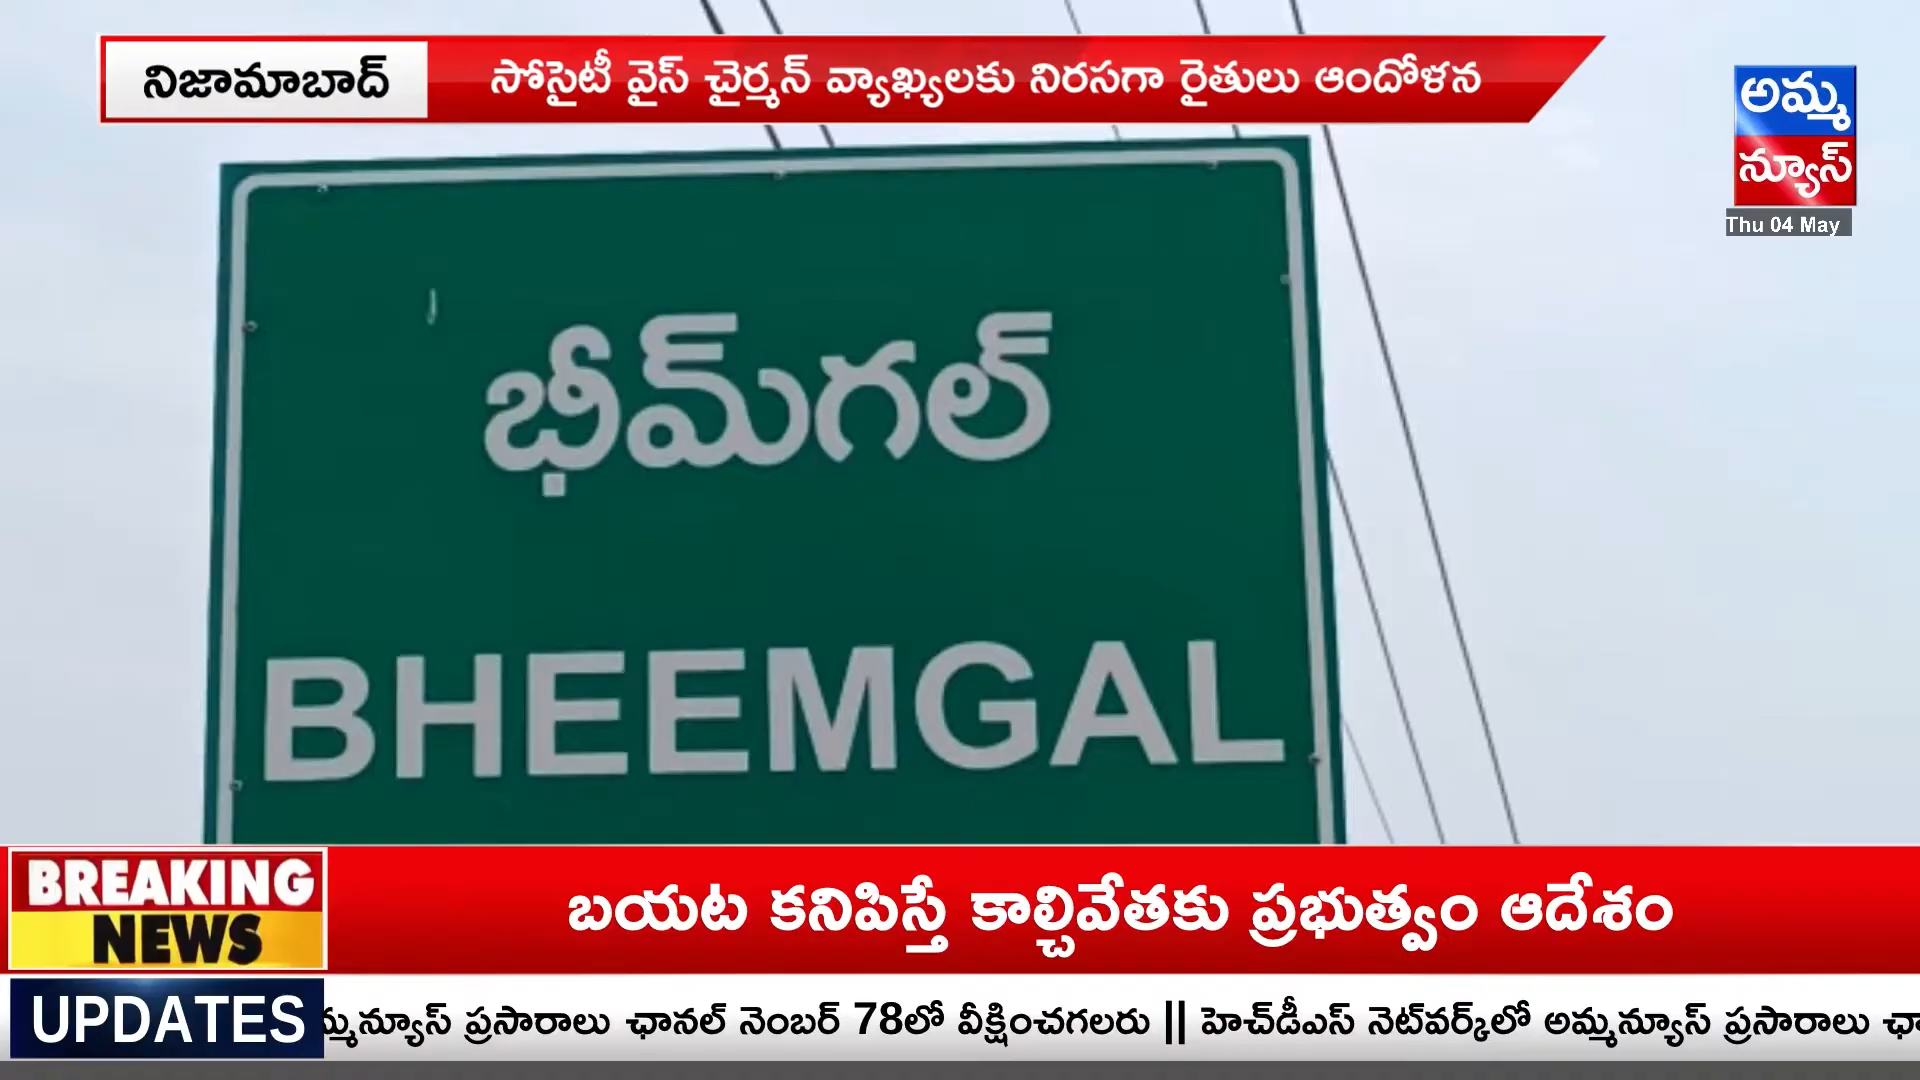 నిజామాబాద్
సోసైటీ వైస్ చైర్మన్ వ్యాఖ్యలకు నిరసగా రైతులు ఆందోళన
అమ్మ
న్యూస్
Thu 04 May
భీమ్‌గల్
BHEEMGAL
BREAKING
NEWS
బయట కనిపిస్తే కాల్చివేతకు ప్రభుత్వం ఆదేశం
UPDATES
మ్మన్యూస్ ప్రసారాలు ఛానల్ నెంబర్ 78లో వీక్షించగలరు || హెచ్‌డీఎస్ నెట్‌వర్క్‌లో అమ్మన్యూస్ ప్రసారాలు